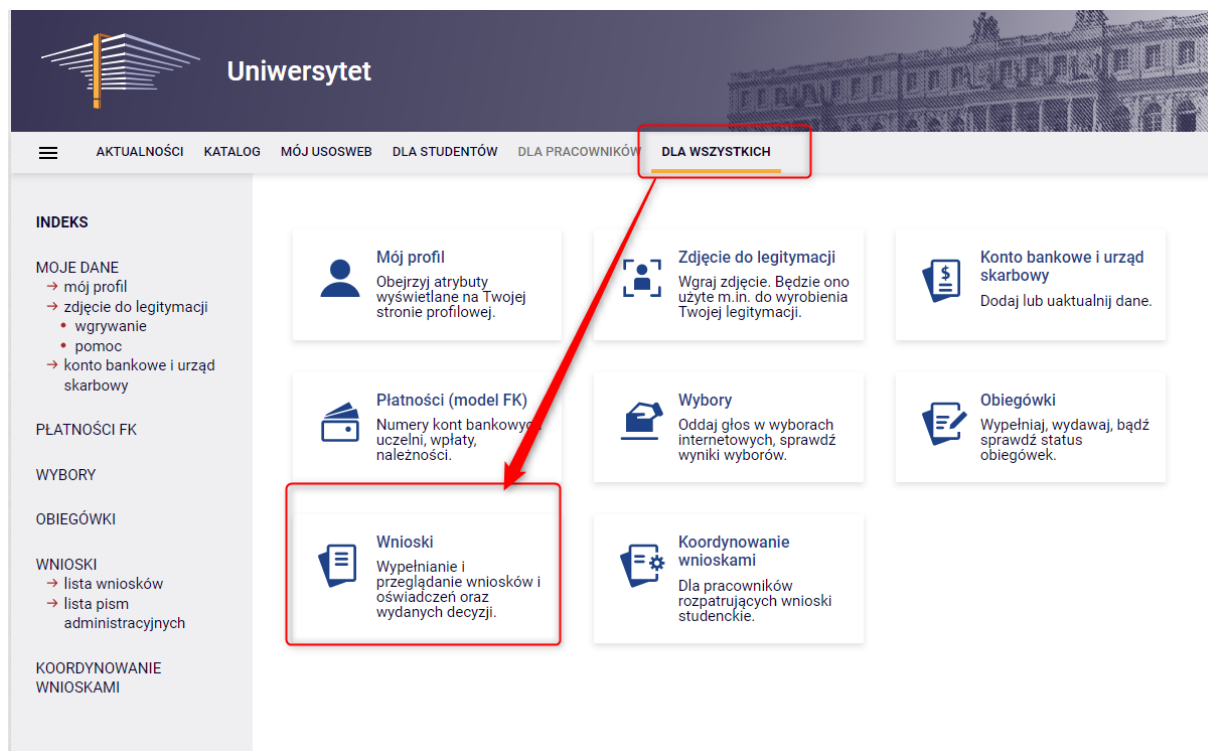 Uniwersytet
AKTUALNOŚCI KATALOG MÓJ USOSWEB DLA STUDENTÓW DLA PRACOWNIKÓW DLA WSZYSTKICH
INDEKS
MOJE DANE
→ mój profil
→ zdjęcie do legitymacji
• wgrywanie
• pomoc
→ konto bankowe i urząd
skarbowy
PŁATNOŚCI FK
WYBORY
OBIEGÓWKI
WNIOSKI
→ lista wniosków
→ lista pism
administracyjnych
KOORDYNOWANIE
WNIOSKAMI
Mój profil
Obejrzyj atrybuty
wyświetlane na Twojej
stronie profilowej.
Zdjęcie do legitymacji
Wgraj zdjęcie. Będzie ono
użyte m.in. do wyrobienia
Twojej legitymacji.
Konto bankowe i urząd
skarbowy
Dodaj lub uaktualnij dane.
Płatności (model FK)
Numery kont bankowych
uczelni, wpłaty,
należności.
Wybory
Oddaj głos w wyborach
internetowych, sprawdź
wyniki wyborów.
Obiegówki
Wypełniaj, wydawaj, bądź
sprawdź status
obiegówek.
Wnioski
Wypełnianie i
przeglądanie wniosków i
oświadczeń oraz
wydanych decyzji.
Koordynowanie
wnioskami
Dla pracowników
rozpatrujących wnioski
studenckie.